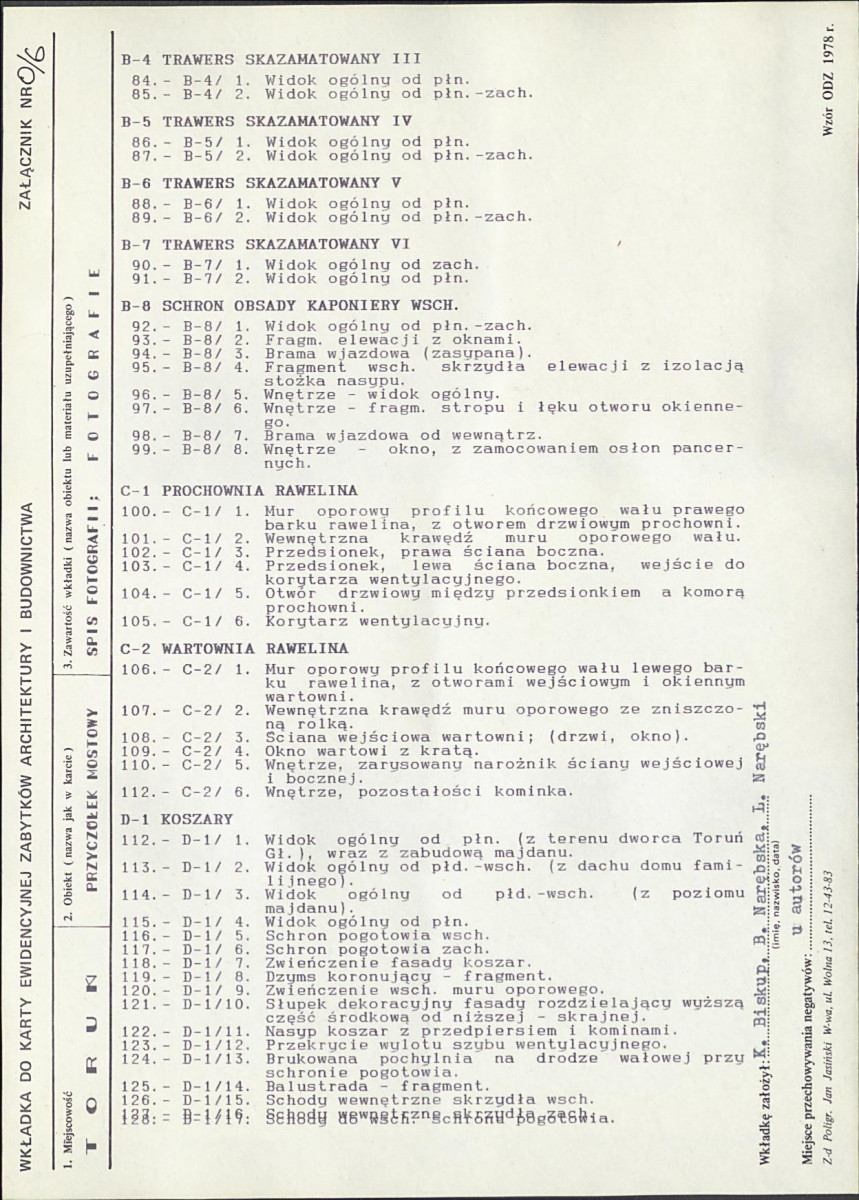 WKŁADKA DO KARTY EWIDENCYJNEJ ZABYTKÓW ARCHITEKTURY I BUDOWNICTWA
ZAŁĄCZNIK NR 0/6
1. Miejscowość
T O R U Ń
2. Obiekt ( nazwa jak w karcie )
PRZYCZÓŁEK MOSTOWY
3. Zawartość wkładki ( nazwa obiektu lub materiału uzupełniającego )
SPIS FOTOGRAFII; F O T O G R A F I E
B-4 TRAWERS SKAZAMATOWANY III
84.- B-4/ 1. Widok ogólny od płn.
85.- B-4/ 2. Widok ogólny od płn.-zach.
B-5 TRAWERS SKAZAMATOWANY IV
86.- B-5/ 1. Widok ogólny od płn.
87.- B-5/ 2. Widok ogólny od płn.-zach.
B-6 TRAWERS SKAZAMATOWANY V
88.- B-6/ 1. Widok ogólny od płn.
89.- B-6/ 2. Widok ogólny od płn.-zach.
B-7 TRAWERS SKAZAMATOWANY VI
90.- B-7/ 1. Widok ogólny od zach.
91.- B-7/ 2. Widok ogólny od płn.
B-8 SCHRON OBSADY KAPONIERY WSCH.
92.- B-8/ 1. Widok ogólny od płn.-zach.
93.- B-8/ 2. Fragm. elewacji z oknami.
94.- B-8/ 3. Brama wjazdowa (zasypana).
95.- B-8/ 4. Fragment wsch. skrzydła elewacji z izolacją
stożka nasypu.
96.- B-8/ 5. Wnętrze - widok ogólny.
97.- B-8/ 6. Wnętrze - fragm. stropu i łęku otworu okienne-
go.
98.- B-8/ 7. Brama wjazdowa od wewnątrz.
99.- B-8/ 8. Wnętrze - okno, z zamocowaniem osłon pancer-
nych.
C-1 PROCHOWNIA RAWELINA
100.- C-1/ 1. Mur oporowy profilu końcowego wału prawego
barku rawelina, z otworem drzwiowym prochowni.
101.- C-1/ 2. Wewnętrzna krawędź muru oporowego wału.
102.- C-1/ 3. Przedsionek, prawa ściana boczna.
103.- C-1/ 4. Przedsionek, lewa ściana boczna, wejście do
korytarza wentylacyjnego.
104.- C-1/ 5. Otwór drzwiowy między przedsionkiem a komorą
prochowni.
105.- C-1/ 6. Korytarz wentylacyjny.
C-2 WARTOWNIA RAWELINA
106.- C-2/ 1. Mur oporowy profilu końcowego wału lewego bar-
ku rawelina, z otworami wejściowym i okiennym
wartowni.
107.- C-2/ 2. Wewnętrzna krawędź muru oporowego ze zniszczo-
ną rolką.
108.- C-2/ 3. Ściana wejściowa wartowni; (drzwi, okno).
109.- C-2/ 4. Okno wartowi z kratą.
110.- C-2/ 5. Wnętrze, zarysowany narożnik ściany wejściowej
i bocznej.
112.- C-2/ 6. Wnętrze, pozostałości kominka.
D-1 KOSZARY
112.- D-1/ 1. Widok ogólny od płn. (z terenu dworca Toruń
Gł.), wraz z zabudową majdanu.
113.- D-1/ 2. Widok ogólny od płd.-wsch. (z dachu domu fami-
lijnego).
114.- D-1/ 3. Widok ogólny od płd.-wsch. (z poziomu
majdanu).
115.- D-1/ 4. Widok ogólny od płn.
116.- D-1/ 5. Schron pogotowia wsch.
117.- D-1/ 6. Schron pogotowia zach.
118.- D-1/ 7. Zwieńczenie fasady koszar.
119.- D-1/ 8. Dzyms koronujący - fragment.
120.- D-1/ 9. Zwieńczenie wsch. muru oporowego.
121.- D-1/10. Słupek dekoracyjny fasady rozdzielający wyższą
część środkową od niższej - skrajnej.
122.- D-1/11. Nasyp koszar z przedpiersiem i kominami.
123.- D-1/12. Przekrycie wylotu szybu wentylacyjnego.
124.- D-1/13. Brukowana pochylnia na drodze wałowej przy
schronie pogotowia.
125.- D-1/14. Balustrada - fragment.
126.- D-1/15. Schody wewnętrzne skrzydła wsch.
127.- D-1/16. Schody wewnętrzne skrzydła zach.
128.- D-1/17. Schody do wsch. schronu pogotowia.
Wkładkę założył: K. Biskup, B. Narębska, L. Narębski
(imię, nazwisko, data)
u autorów
Miejsce przechowywania negatywów:
Z-d Poligr. Jan Jasiński W-wa, ul. Wolna 13, tel. 12-43-83
Wzór ODZ 1978 r.